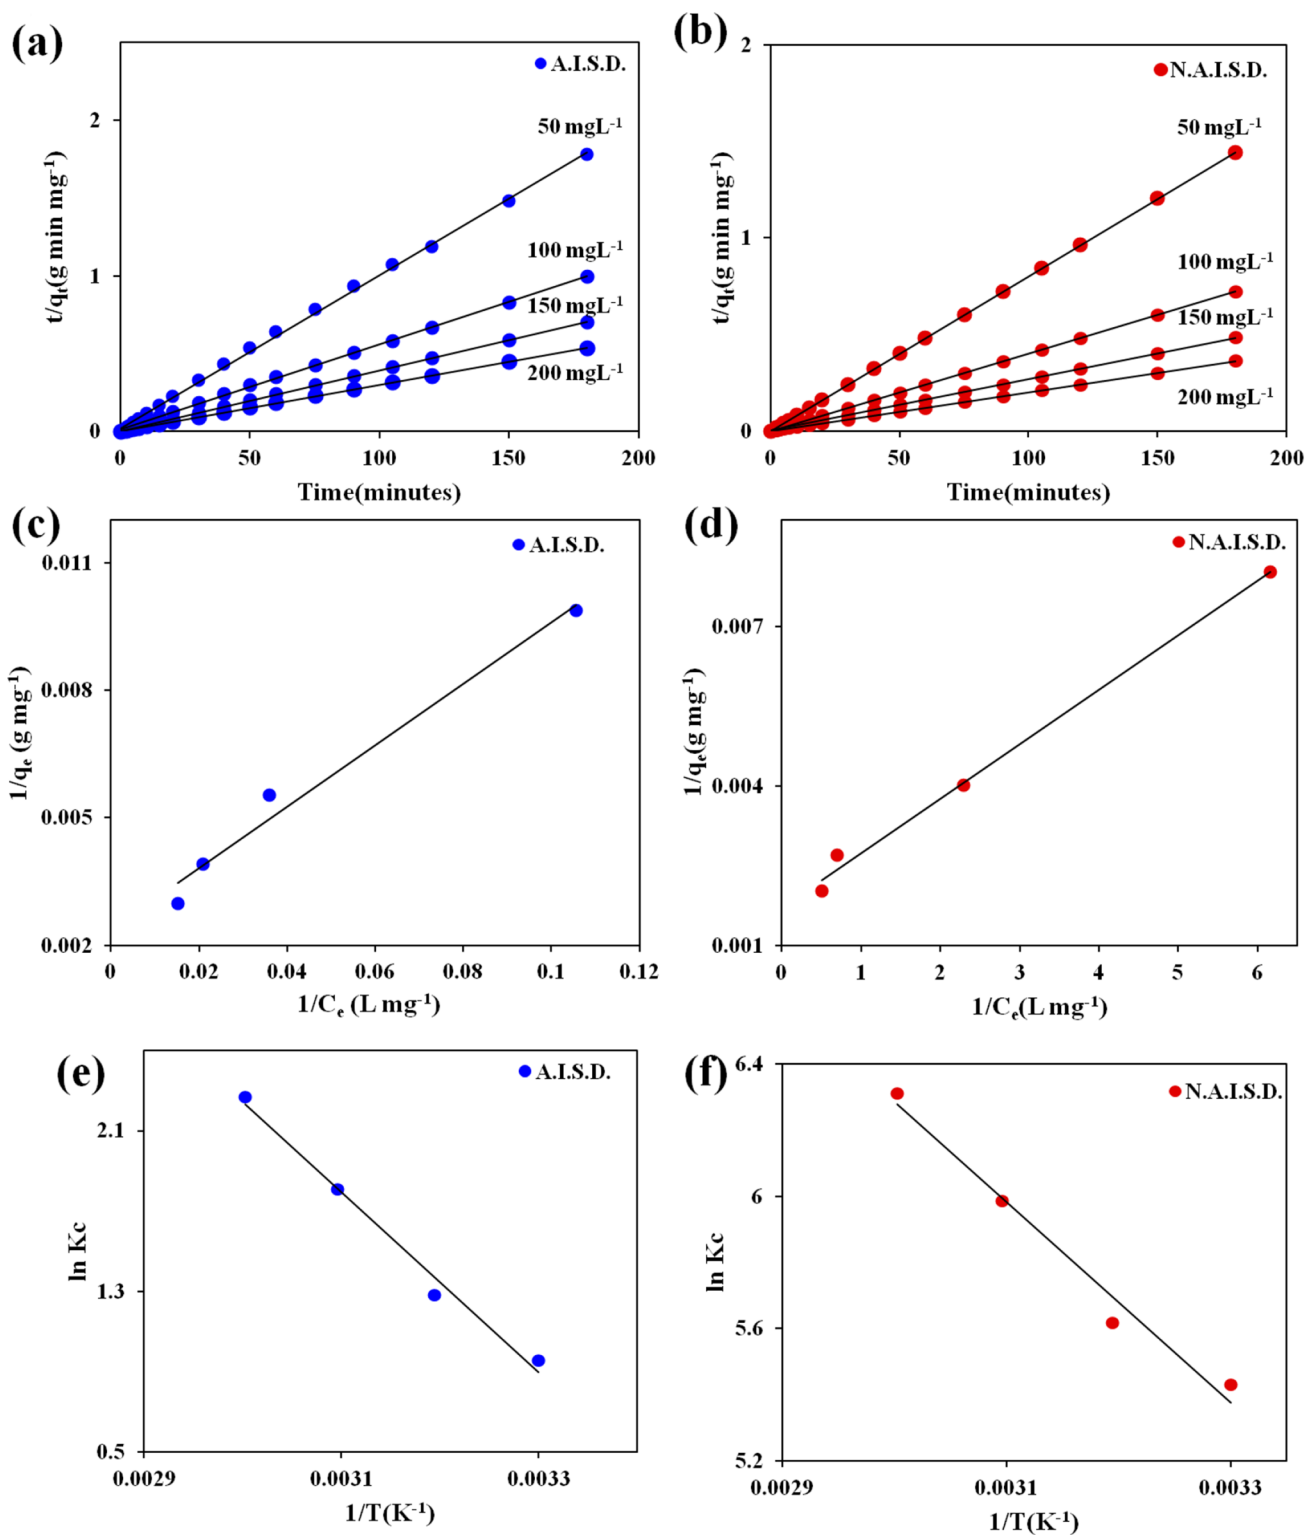 (a)
A.I.S.D.
50 mgL-1
100 mgL-1
150 mgL-1
200 mgL-1
t/qt(g min mg-1)
2
1
0
0 50 100 150 200
Time(minutes)
(b)
N.A.I.S.D.
50 mgL-1
100 mgL-1
150 mgL-1
200 mgL-1
t/qt(g min mg-1)
2
1
0
0 50 100 150 200
Time(minutes)
(c)
A.I.S.D.
1/qe (g mg-1)
0.011
0.008
0.005
0.002
0 0.02 0.04 0.06 0.08 0.1 0.12
1/Ce (L mg-1)
(d)
N.A.I.S.D.
1/qe(g mg-1)
0.007
0.004
0.001
0 1 2 3 4 5 6
1/Ce(L mg-1)
(e)
A.I.S.D.
ln Kc
2.1
1.3
0.5
0.0029 0.0031 0.0033
1/T(K-1)
(f)
N.A.I.S.D.
ln Kc
6.4
6
5.6
5.2
0.0029 0.0031 0.0033
1/T(K-1)